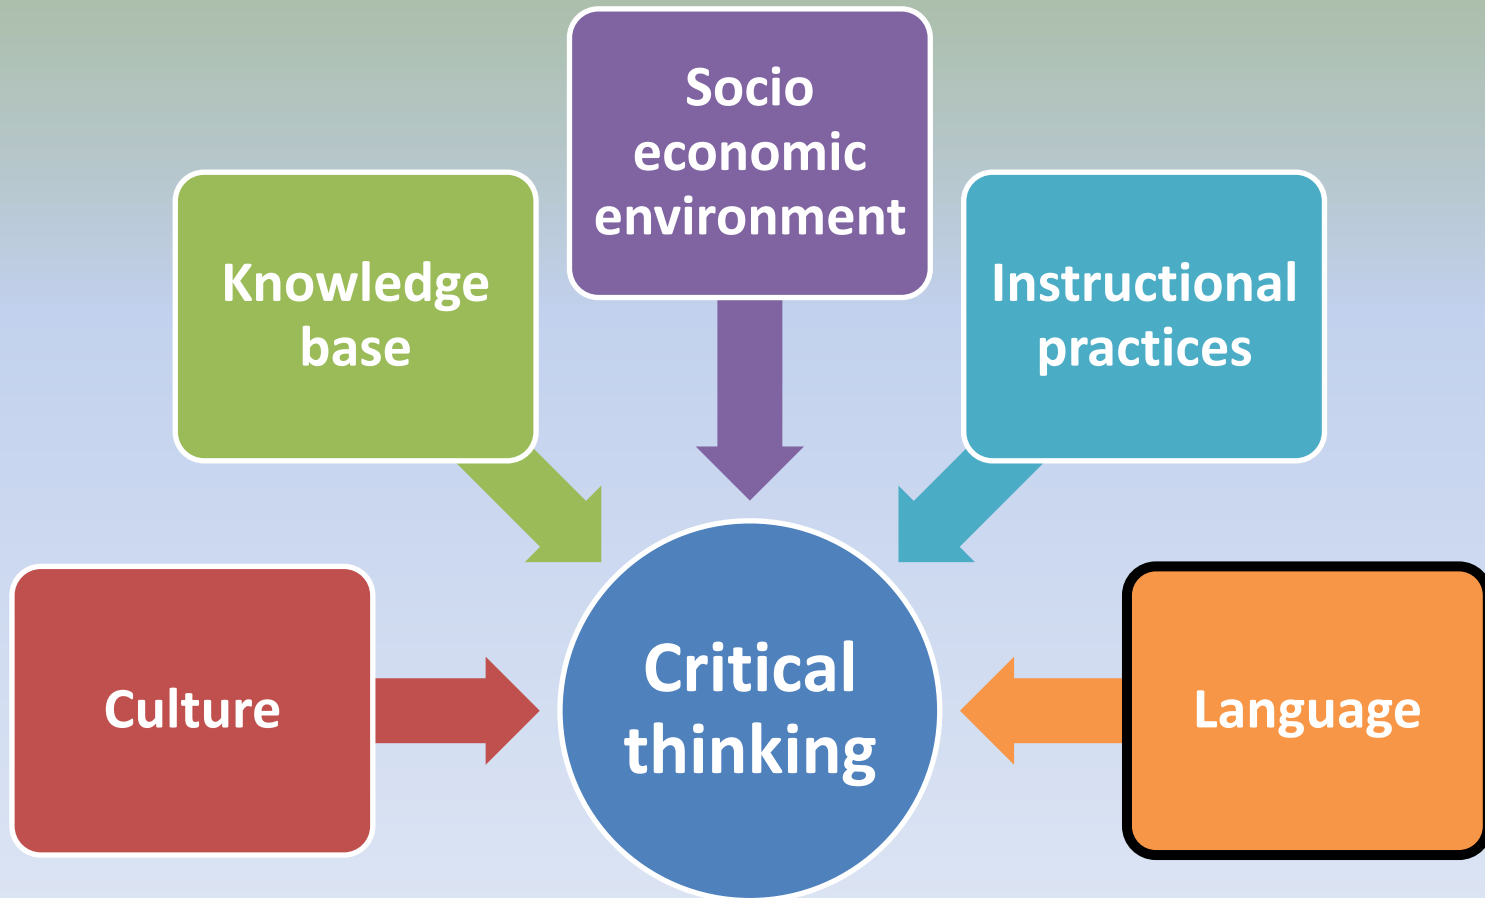 Socio
economic
environment
Knowledge
base
Instructional
practices
Culture
Critical
thinking
Language